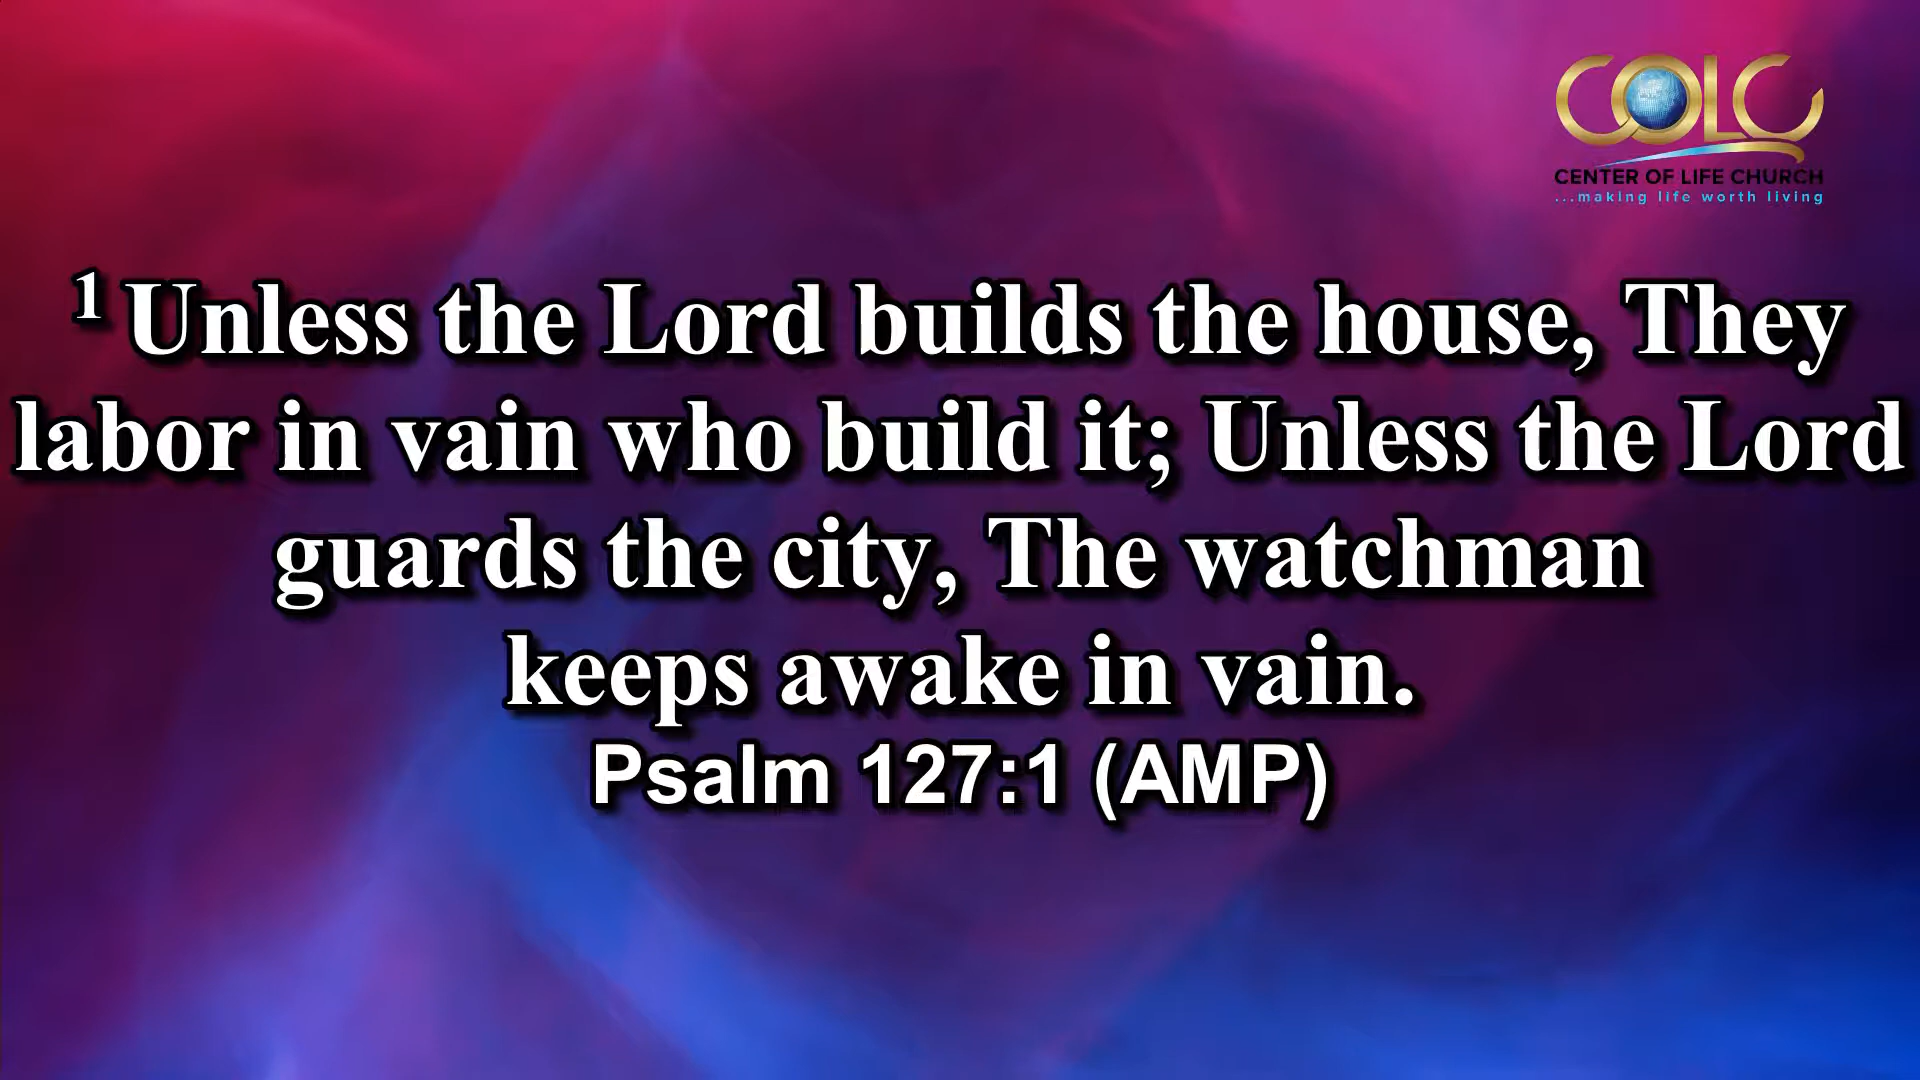 COLC
CENTER OF LIFE CHURCH
...making life worth living
1 Unless the Lord builds the house, They
labor in vain who build it; Unless the Lord
guards the city, The watchman
keeps awake in vain.
Psalm 127:1 (AMP)